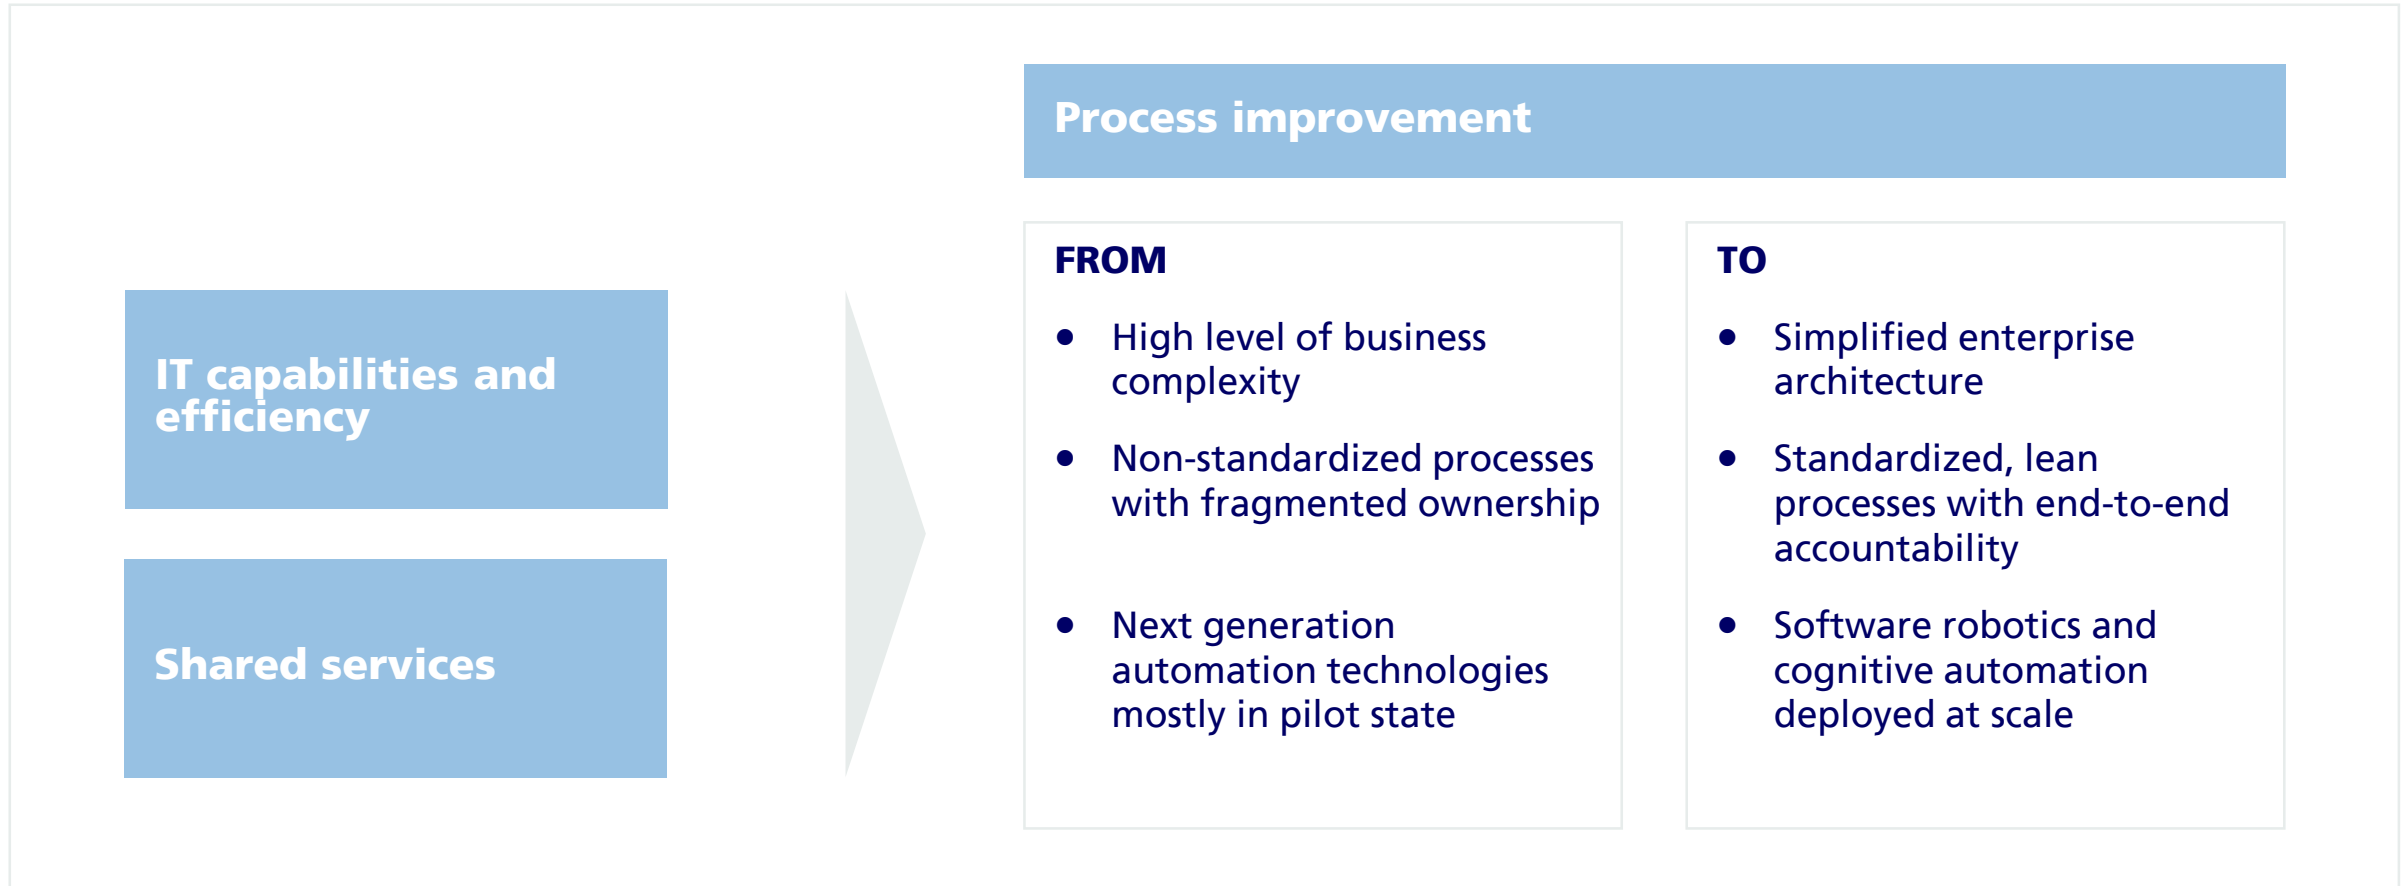 Process improvement
IT capabilities and
efficiency
Shared services
FROM
• High level of business
complexity
• Non-standardized processes
with fragmented ownership
• Next generation
automation technologies
mostly in pilot state
TO
• Simplified enterprise
architecture
• Standardized, lean
processes with end-to-end
accountability
• Software robotics and
cognitive automation
deployed at scale